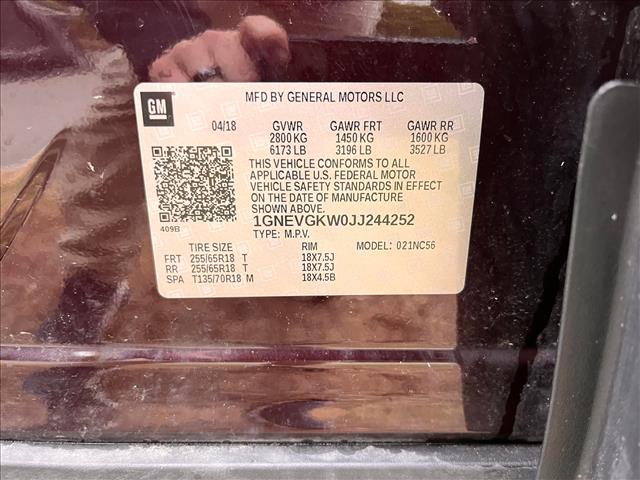 GM
MFD BY GENERAL MOTORS LLC
04/18 GVWR GAWR FRT GAWR RR
2800 KG 1450 KG 1600 KG
6173 LB 3196 LB 3527 LB
THIS VEHICLE CONFORMS TO ALL
APPLICABLE U.S. FEDERAL MOTOR
VEHICLE SAFETY STANDARDS IN EFFECT
ON THE DATE OF MANUFACTURE
SHOWN ABOVE.
1GNEVGKW0JJ244252
409B
TYPE: M.P.V. MODEL: 021NC56
TIRE SIZE RIM
FRT 255/65R18 T 18X7.5J
RR 255/65R18 T 18X7.5J
SPA T135/70R18 M 18X4.5B